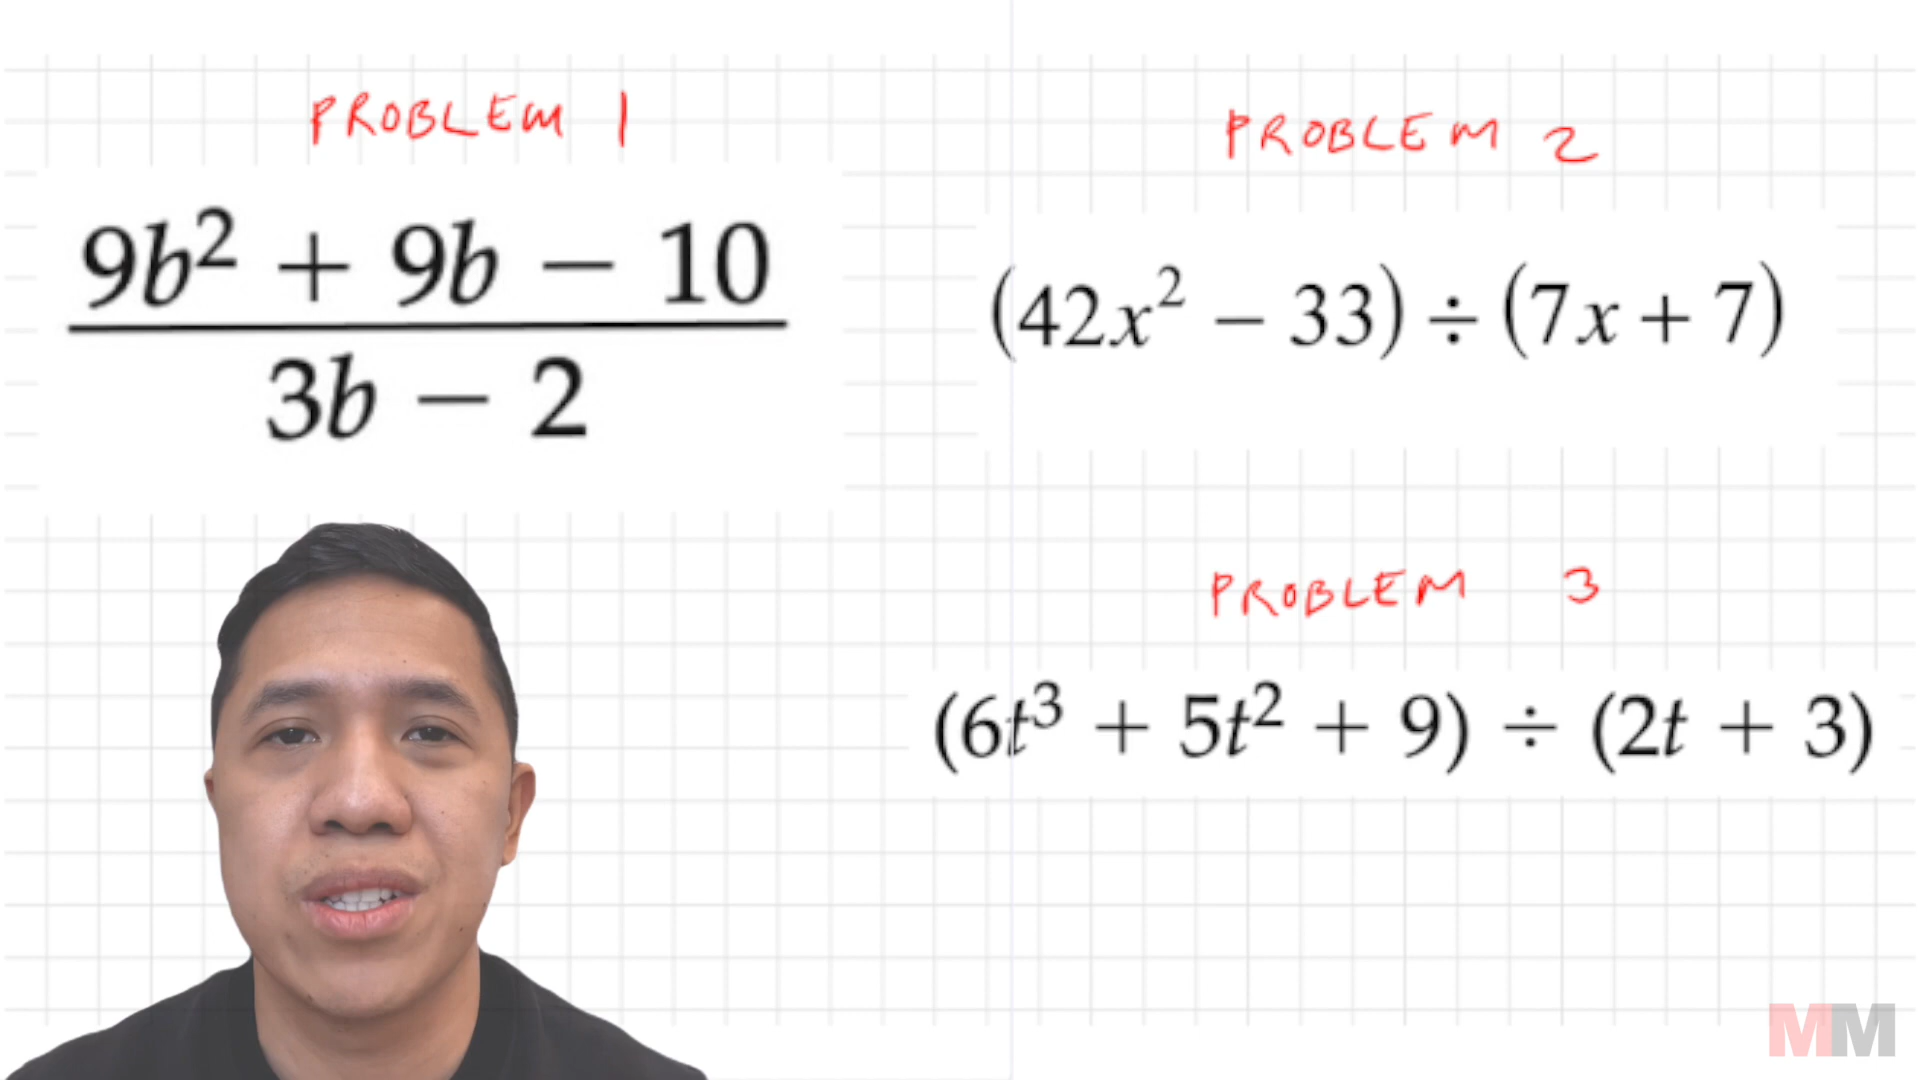 PROBLEM 1
9b² + 9b − 10
3b − 2
PROBLEM 2
(42x² − 33) ÷ (7x + 7)
PROBLEM 3
(6t³ + 5t² + 9) ÷ (2t + 3)
MM